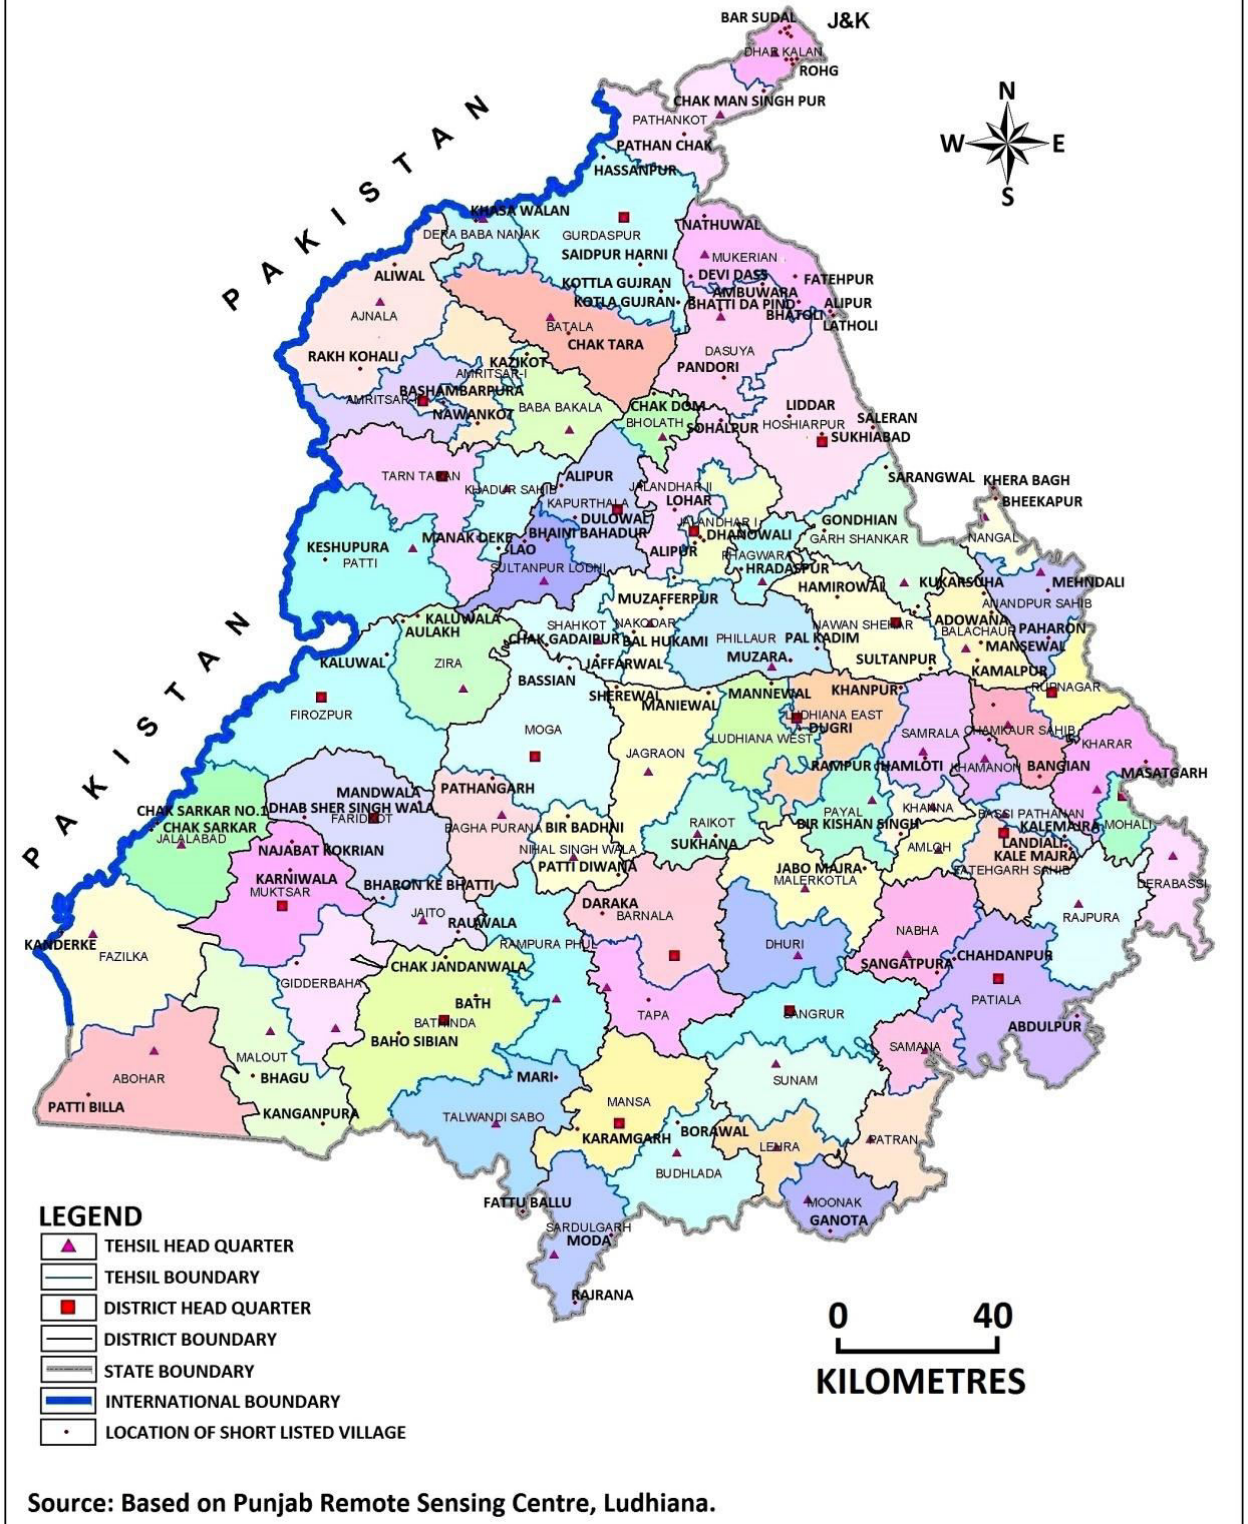 BAR SUDAL
J&K
DHAR KALAN
ROHG
CHAK MAN SINGH PUR
PATHANKOT
PATHAN CHAK
HASSANPUR
N
W
E
S
PAKISTAN
KHASA WALAN
DERA BABA NANAK
GURDASPUR
SAIDPUR HARNI
NATHUWAL
MUKERIAN
ALIWAL
KOTTLA GUJRAN
KOTLA GUJRAN
DEVI DASS
FATEHPUR
AMBUWARA
BHATTI DA PIND
BHATOLI
ALIPUR
LATHOLI
AJNALA
BATALA
CHAK TARA
DASUYA
PANDORI
RAKH KOHALI
KAZIKOT
AMRITSAR-I
BASHAMBARPURA
NAWANKOT
BABA BAKALA
CHAK DOM
BHOLATH
SOHALPUR
LIDDAR
HOSHIARPUR
SALERAN
SUKHIABAD
TARN TARAN
KHADUR SAHIB
ALIPUR
KAPURTHALA
DULOWAL
BHAINI BAHADUR
JALANDHAR II
LOHAR
JALANDHAR I
DHANOWALI
ALIPUR
SARANGWAL
KHERA BAGH
BHEEKAPUR
GONDHIAN
GARH SHANKAR
NANGAL
KESHUPURA
PATTI
MANAK DEKE
LAO
SULTANPUR LODHI
PHAGWARA
HRADASPUR
HAMIROWAL
KUKARSUHA
MEHNDALI
ANANDPUR SAHIB
PAKISTAN
KALUWALA
AULAKH
MUZAFFERPUR
SHAHKOT
NAKODAR
CHAK GADAIPUR
BAL HUKAMI
PHILLAUR
PAL KADIM
NAWAN SHEHAR
ADOWANA
BALACHAUR
PAHARON
MANSEWAL
KALUWAL
ZIRA
JAFFARWAL
MUZARA
SULTANPUR
KAMALPUR
BASSIAN
SHEREWAL
MANIEWAL
MANNEWAL
KHANPUR
RUPNAGAR
FIROZPUR
MOGA
LUDHIANA EAST
DUGRI
LUDHIANA WEST
SAMRALA
CHAMKAUR SAHIB
KHARAR
JAGRAON
RAMPUR
JHAMLOTI
KHAMANON
BANGIAN
MASATGARH
PATHANGARH
MANDWALA
DHAB SHER SINGH WALA
FARIDKOT
CHAK SARKAR NO.1
CHAK SARKAR
JALALABAD
BAGHA PURANA
BIR BADHNI
NIHAL SINGH WALA
PATTI DIWANA
RAIKOT
SUKHANA
PAYAL
BIR KISHAN SINGH
KHANNA
BASSI PATHANAN
KALEMAJRA
MOHALI
LANDIALI
KALE MAJRA
FATEHGARH SAHIB
AMLOH
NAJABAT ROKRIAN
KARNIWALA
MUKTSAR
BHARON KE BHATTI
JABO MAJRA
MALERKOTLA
DERABASSI
JAITO
RAUWALA
DARAKA
BARNALA
RAJPURA
KANDERKE
FAZILKA
RAMPURA PHUL
DHURI
NABHA
SANGATPURA
CHAHDANPUR
CHAK JANDANWALA
GIDDERBAHA
BATH
BATHINDA
BAHO SIBIAN
TAPA
SANGRUR
PATIALA
ABDULPUR
MALOUT
BHAGU
ABOHAR
PATTI BILLA
KANGANPURA
MARI
SAMANA
SUNAM
MANSA
TALWANDI SABO
KARAMGARH
BORAWAL
LEHRA
PATRAN
BUDHLADA
MOONAK
GANOTA
FATTU BALLU
SARDULGARH
MODA
RAJRANA
LEGEND
TEHSIL HEAD QUARTER
TEHSIL BOUNDARY
DISTRICT HEAD QUARTER
DISTRICT BOUNDARY
STATE BOUNDARY
INTERNATIONAL BOUNDARY
LOCATION OF SHORT LISTED VILLAGE
0 40
KILOMETRES
Source: Based on Punjab Remote Sensing Centre, Ludhiana.